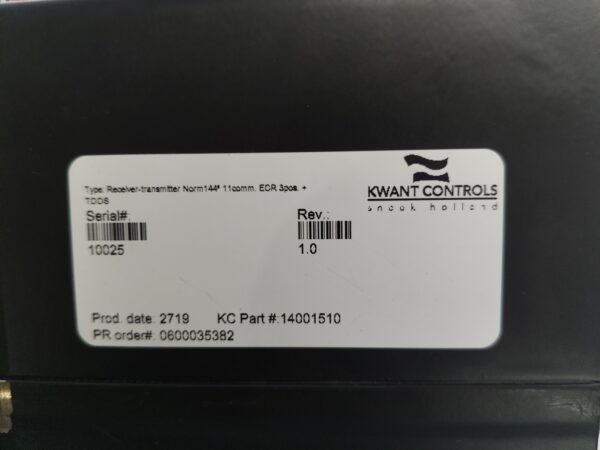 Type: Receiver-transmitter Norm144º 11comm. ECR 3pos. +
TDDS
KWANT CONTROLS
sneek holland
Serial#:
Rev.:
10025
1.0
Prod. date: 2719 KC Part #:14001510
PR order#: 0600035382